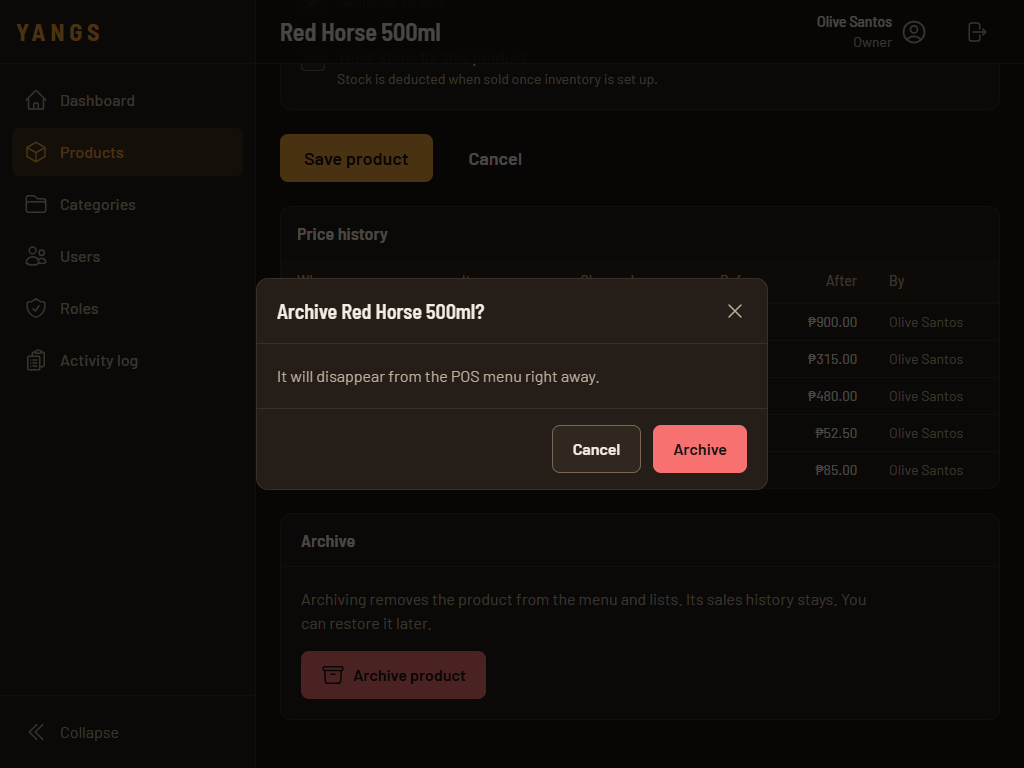 YANGS
Red Horse 500ml
Olive Santos
Owner
Dashboard
Products
Categories
Users
Roles
Activity log
Collapse
Stock is deducted when sold once inventory is set up.
Save product
Cancel
Price history
After
By
₱900.00
Olive Santos
₱315.00
Olive Santos
₱480.00
Olive Santos
₱52.50
Olive Santos
₱85.00
Olive Santos
Archive Red Horse 500ml?
It will disappear from the POS menu right away.
Cancel
Archive
Archive
Archiving removes the product from the menu and lists. Its sales history stays. You
can restore it later.
Archive product